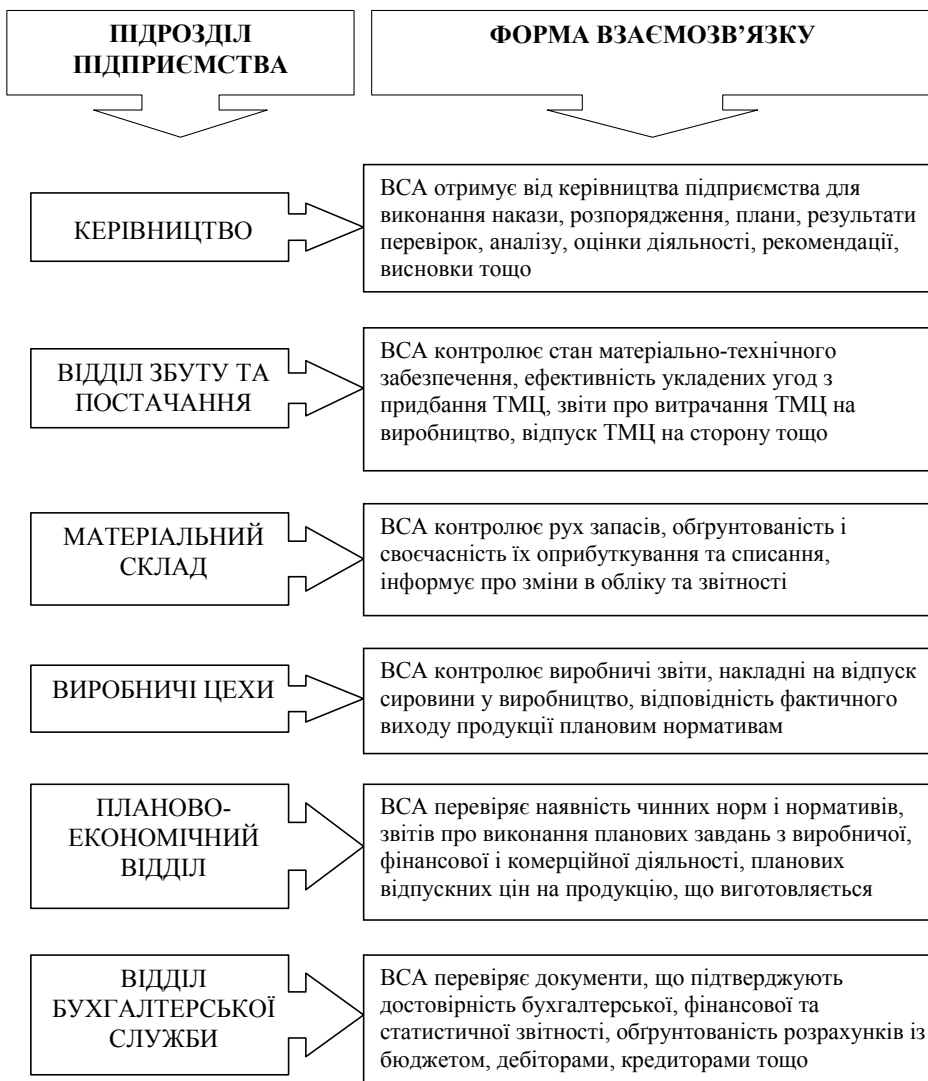 ПІДРОЗДІЛ
ПІДПРИЄМСТВА
ФОРМА ВЗАЄМОЗВ’ЯЗКУ
КЕРІВНИЦТВО
ВСА отримує від керівництва підприємства для
виконання накази, розпорядження, плани, результати
перевірок, аналізу, оцінки діяльності, рекомендації,
висновки тощо
ВІДДІЛ ЗБУТУ ТА
ПОСТАЧАННЯ
ВСА контролює стан матеріально-технічного
забезпечення, ефективність укладених угод з
придбання ТМЦ, звіти про витрачання ТМЦ на
виробництво, відпуск ТМЦ на сторону тощо
МАТЕРІАЛЬНИЙ
СКЛАД
ВСА контролює рух запасів, обґрунтованість і
своєчасність їх оприбуткування та списання,
інформує про зміни в обліку та звітності
ВИРОБНИЧІ ЦЕХИ
ВСА контролює виробничі звіти, накладні на відпуск
сировини у виробництво, відповідність фактичного
виходу продукції плановим нормативам
ПЛАНОВО-
ЕКОНОМІЧНИЙ
ВІДДІЛ
ВСА перевіряє наявність чинних норм і нормативів,
звітів про виконання планових завдань з виробничої,
фінансової і комерційної діяльності, планових
відпускних цін на продукцію, що виготовляється
ВІДДІЛ
БУХГАЛТЕРСЬКОЇ
СЛУЖБИ
ВСА перевіряє документи, що підтверджують
достовірність бухгалтерської, фінансової та
статистичної звітності, обґрунтованість розрахунків із
бюджетом, дебіторами, кредиторами тощо